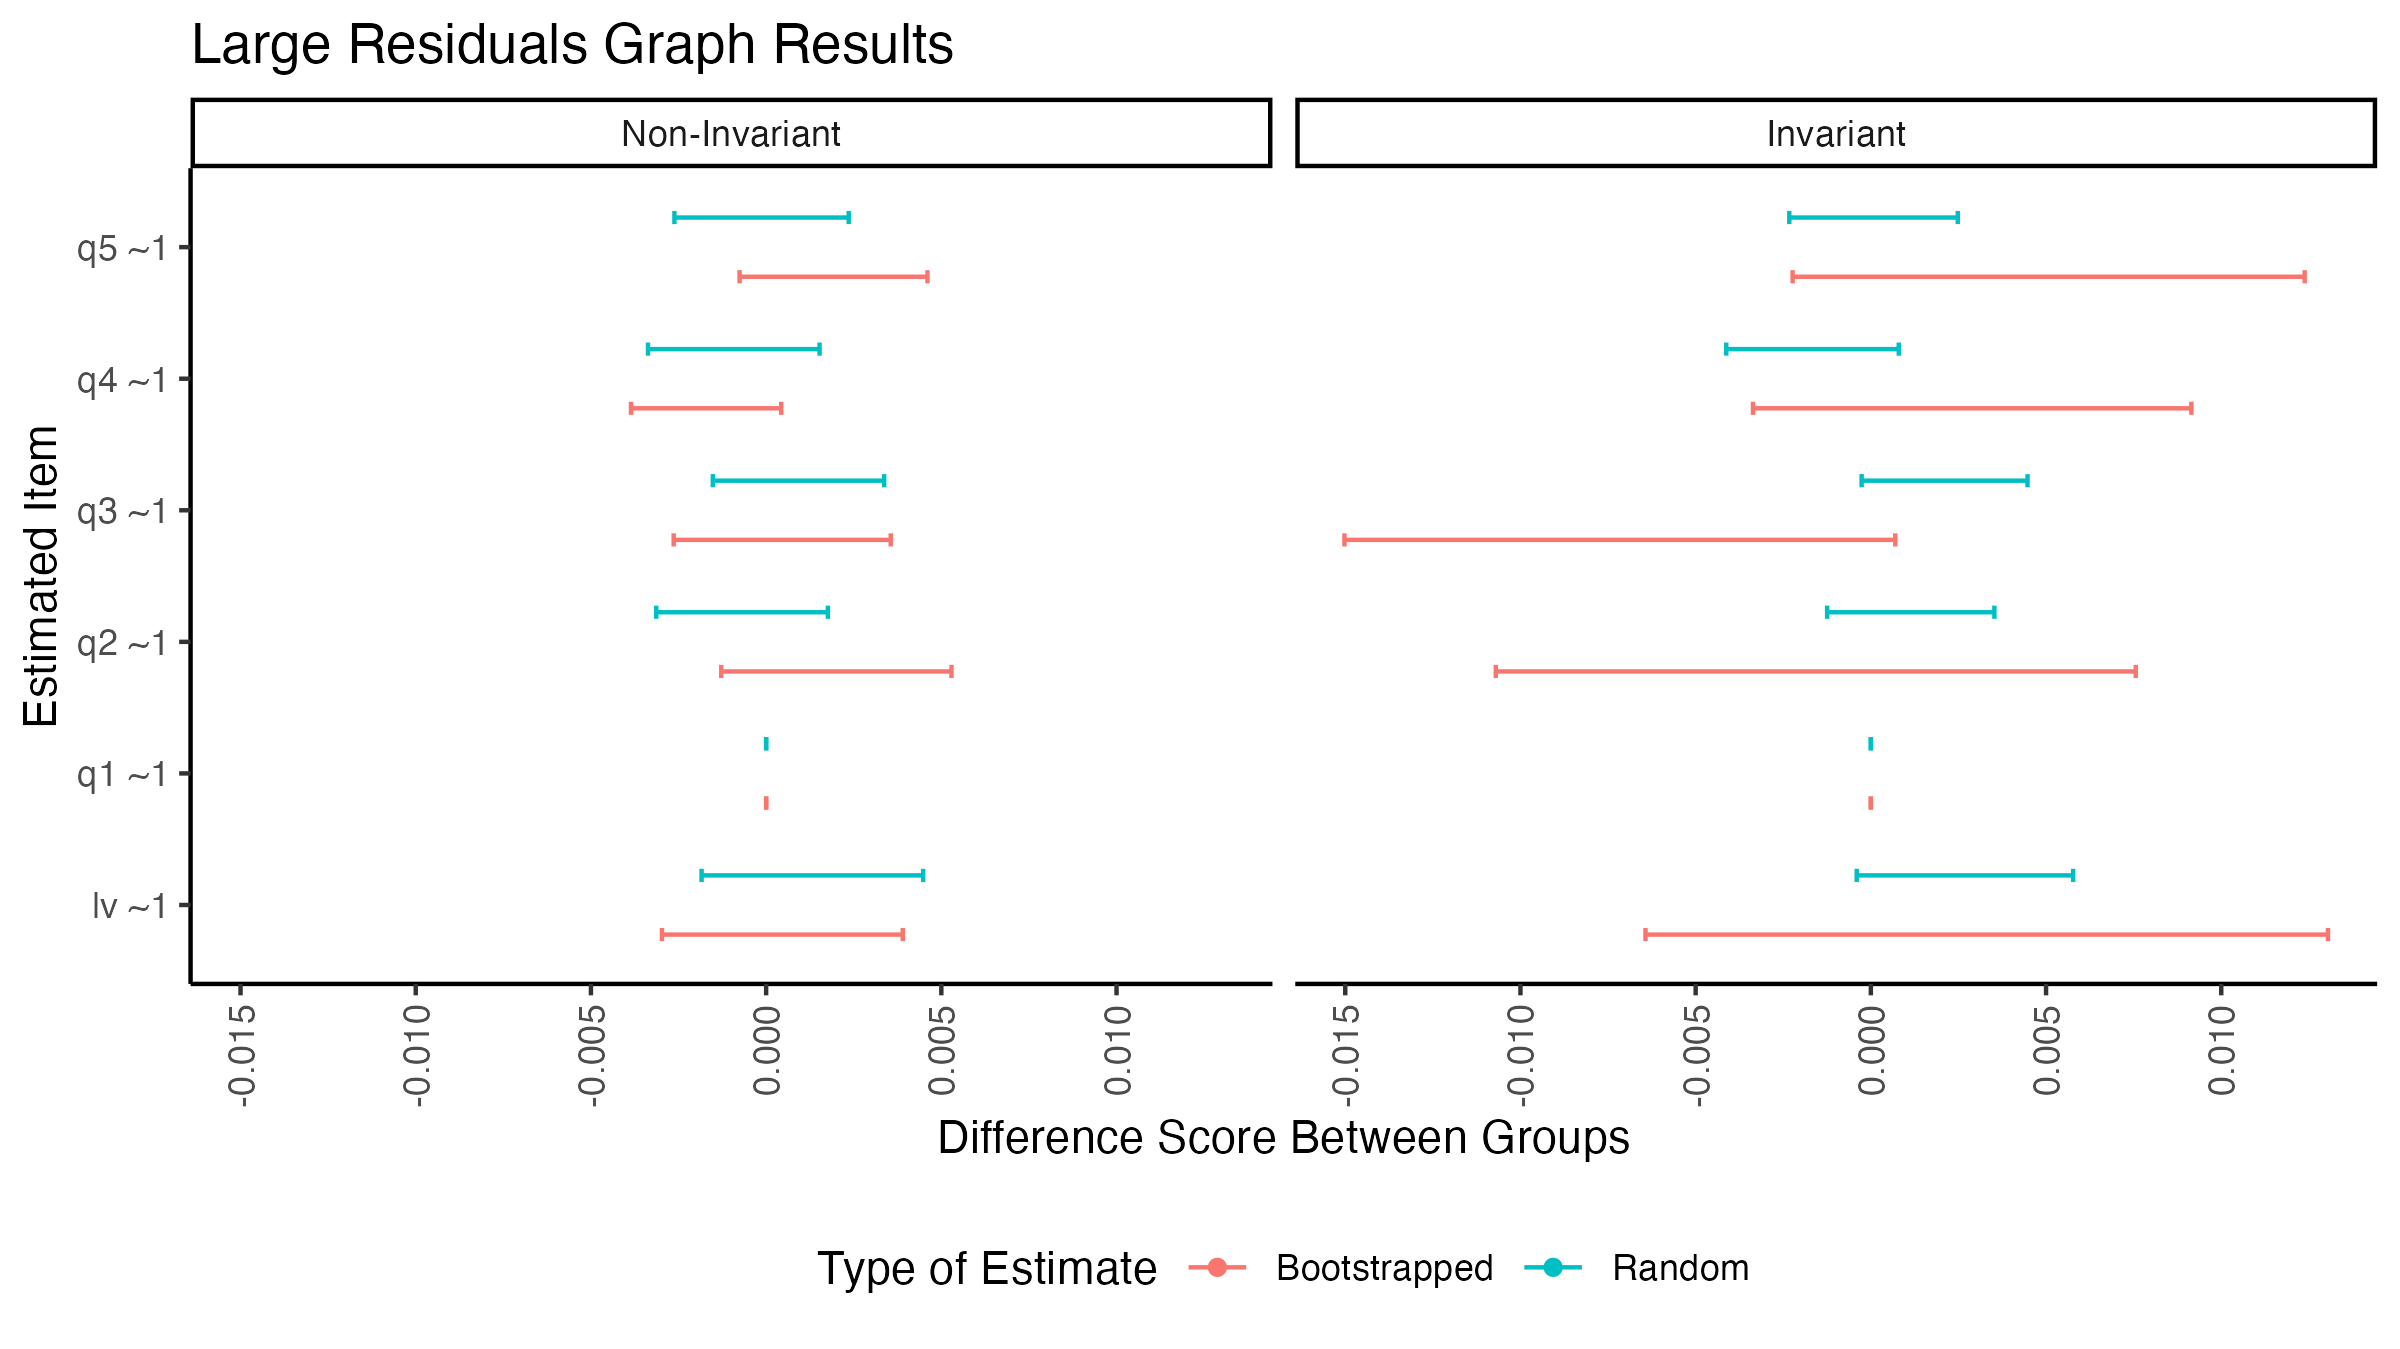 Large Residuals Graph Results
Non-Invariant
Invariant
Estimated Item
q5 ~1
q4 ~1
q3 ~1
q2 ~1
q1 ~1
lv ~1
-0.015
-0.010
-0.005
0.000
0.005
0.010
-0.015
-0.010
-0.005
0.000
0.005
0.010
Difference Score Between Groups
Type of Estimate Bootstrapped Random